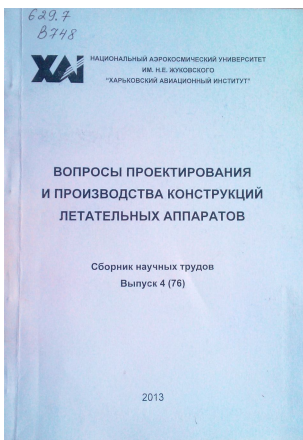 629.7
В748
ХАІ
НАЦИОНАЛЬНЫЙ АЭРОКОСМИЧЕСКИЙ УНИВЕРСИТЕТ
ИМ. Н.Е. ЖУКОВСКОГО
"ХАРЬКОВСКИЙ АВИАЦИОННЫЙ ИНСТИТУТ"
ВОПРОСЫ ПРОЕКТИРОВАНИЯ
И ПРОИЗВОДСТВА КОНСТРУКЦИЙ
ЛЕТАТЕЛЬНЫХ АППАРАТОВ
Сборник научных трудов
Выпуск 4 (76)
2013